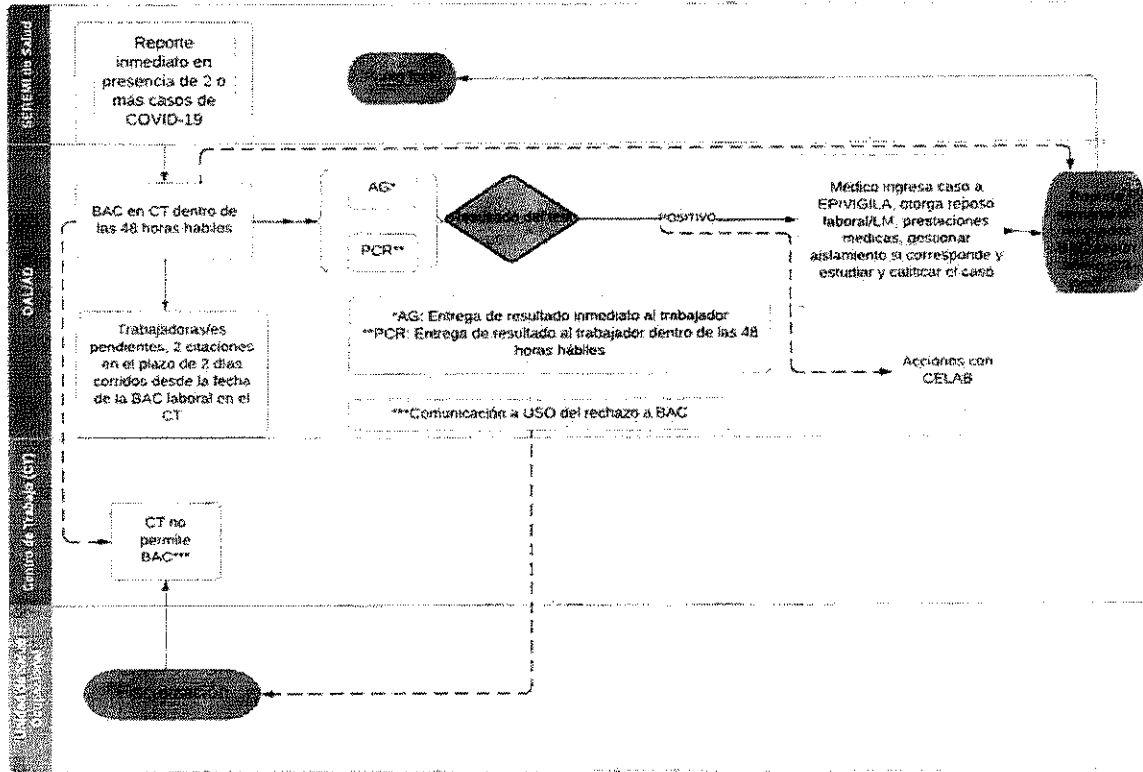 SEREMI de Salud
Reporte
inmediato en
presencia de 2 o
más casos de
COVID-19
OALAO
BAC en CT dentro de
las 48 horas hábiles
AG*
PCR**
resultado del test
POSITIVO
Médico ingresa caso a
EPIVIGILA, otorga reposo
laboral/LM, prestaciones
medicas, gestionar
aislamiento si corresponde y
estudiar y calificar el caso
Trabajadoras/es
pendientes, 2 citaciones
en el plazo de 2 días
corridos desde la fecha
de la BAC laboral en el
CT
*AG: Entrega de resultado inmediato al trabajador
**PCR: Entrega de resultado al trabajador dentro de las 48
horas hábiles
Acciones con
CELAB
***Comunicación a USO del rechazo a BAC
Centro de Trabajo (CT)
CT no
permite
BAC***